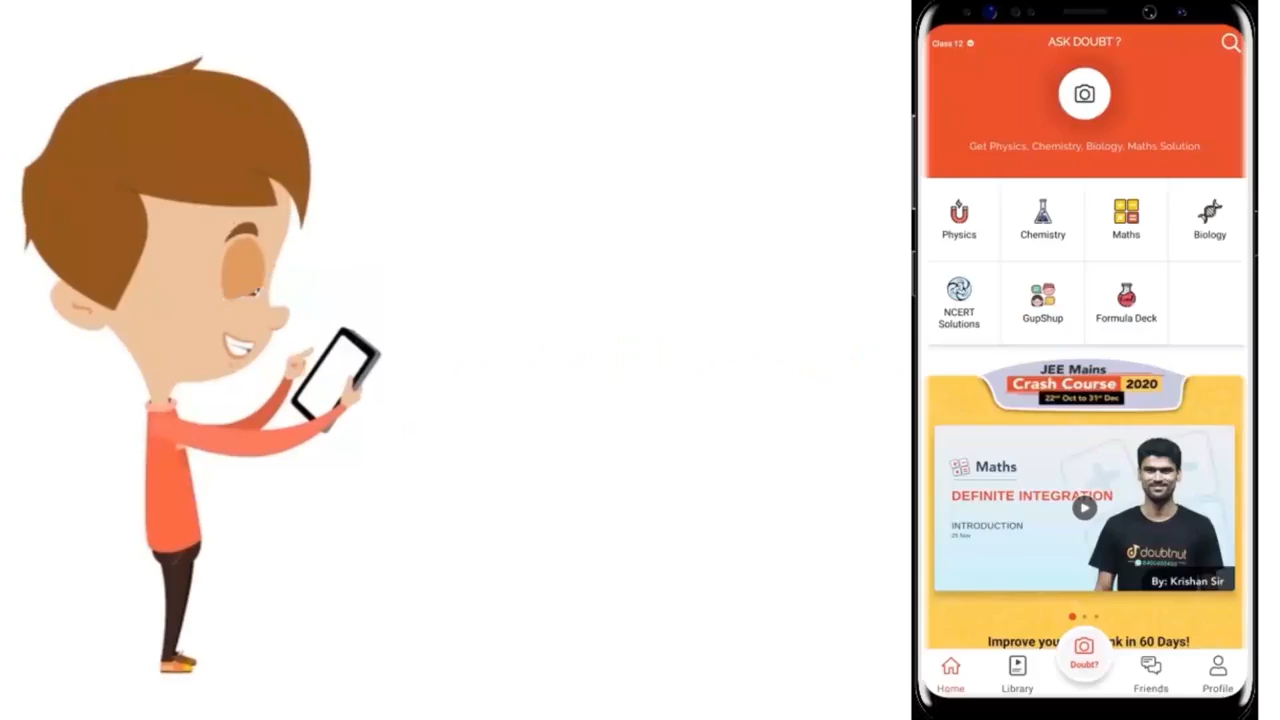 Class 12
ASK DOUBT ?
Get Physics, Chemistry, Biology, Maths Solution
Physics
Chemistry
Maths
Biology
NCERT
Solutions
GupShup
Formula Deck
JEE Mains
Crash Course 2020
22nd Oct to 31st Dec
Maths
DEFINITE INTEGRATION
INTRODUCTION
25 Nov
doubtnut
By: Krishan Sir
in 60 Days!
Doubt?
Home
Library
Friends
Profile